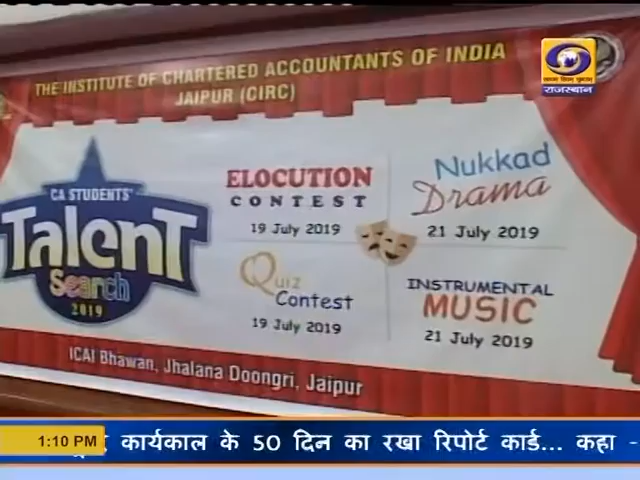 THE INSTITUTE OF CHARTERED ACCOUNTANTS OF INDIA
JAIPUR (CIRC)
राजस्थान
CA STUDENTS'
Talent
Search
2019
ELOCUTION
CONTEST
19 July 2019
Nukkad
Drama
21 July 2019
Quiz
Contest
19 July 2019
INSTRUMENTAL
MUSIC
21 July 2019
ICAI Bhawan, Jhalana Doongri, Jaipur
1:10 PM
कार्यकाल के 50 दिन का रखा रिपोर्ट कार्ड... कहा -